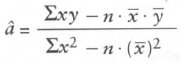 â = Σxy − n · x̄ · ȳ
Σx2 − n · (x̄)²